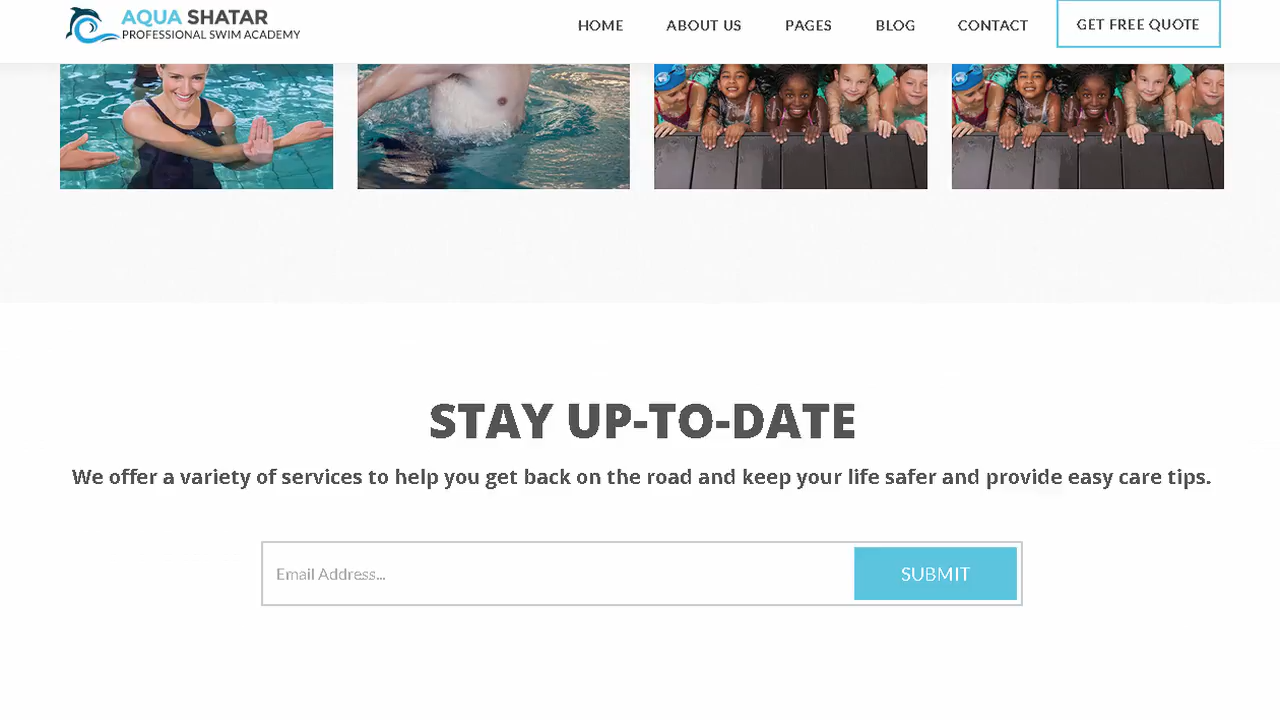 AQUA SHATAR
PROFESSIONAL SWIM ACADEMY
HOME ABOUT US PAGES BLOG CONTACT GET FREE QUOTE
STAY UP-TO-DATE
We offer a variety of services to help you get back on the road and keep your life safer and provide easy care tips.
Email Address... SUBMIT